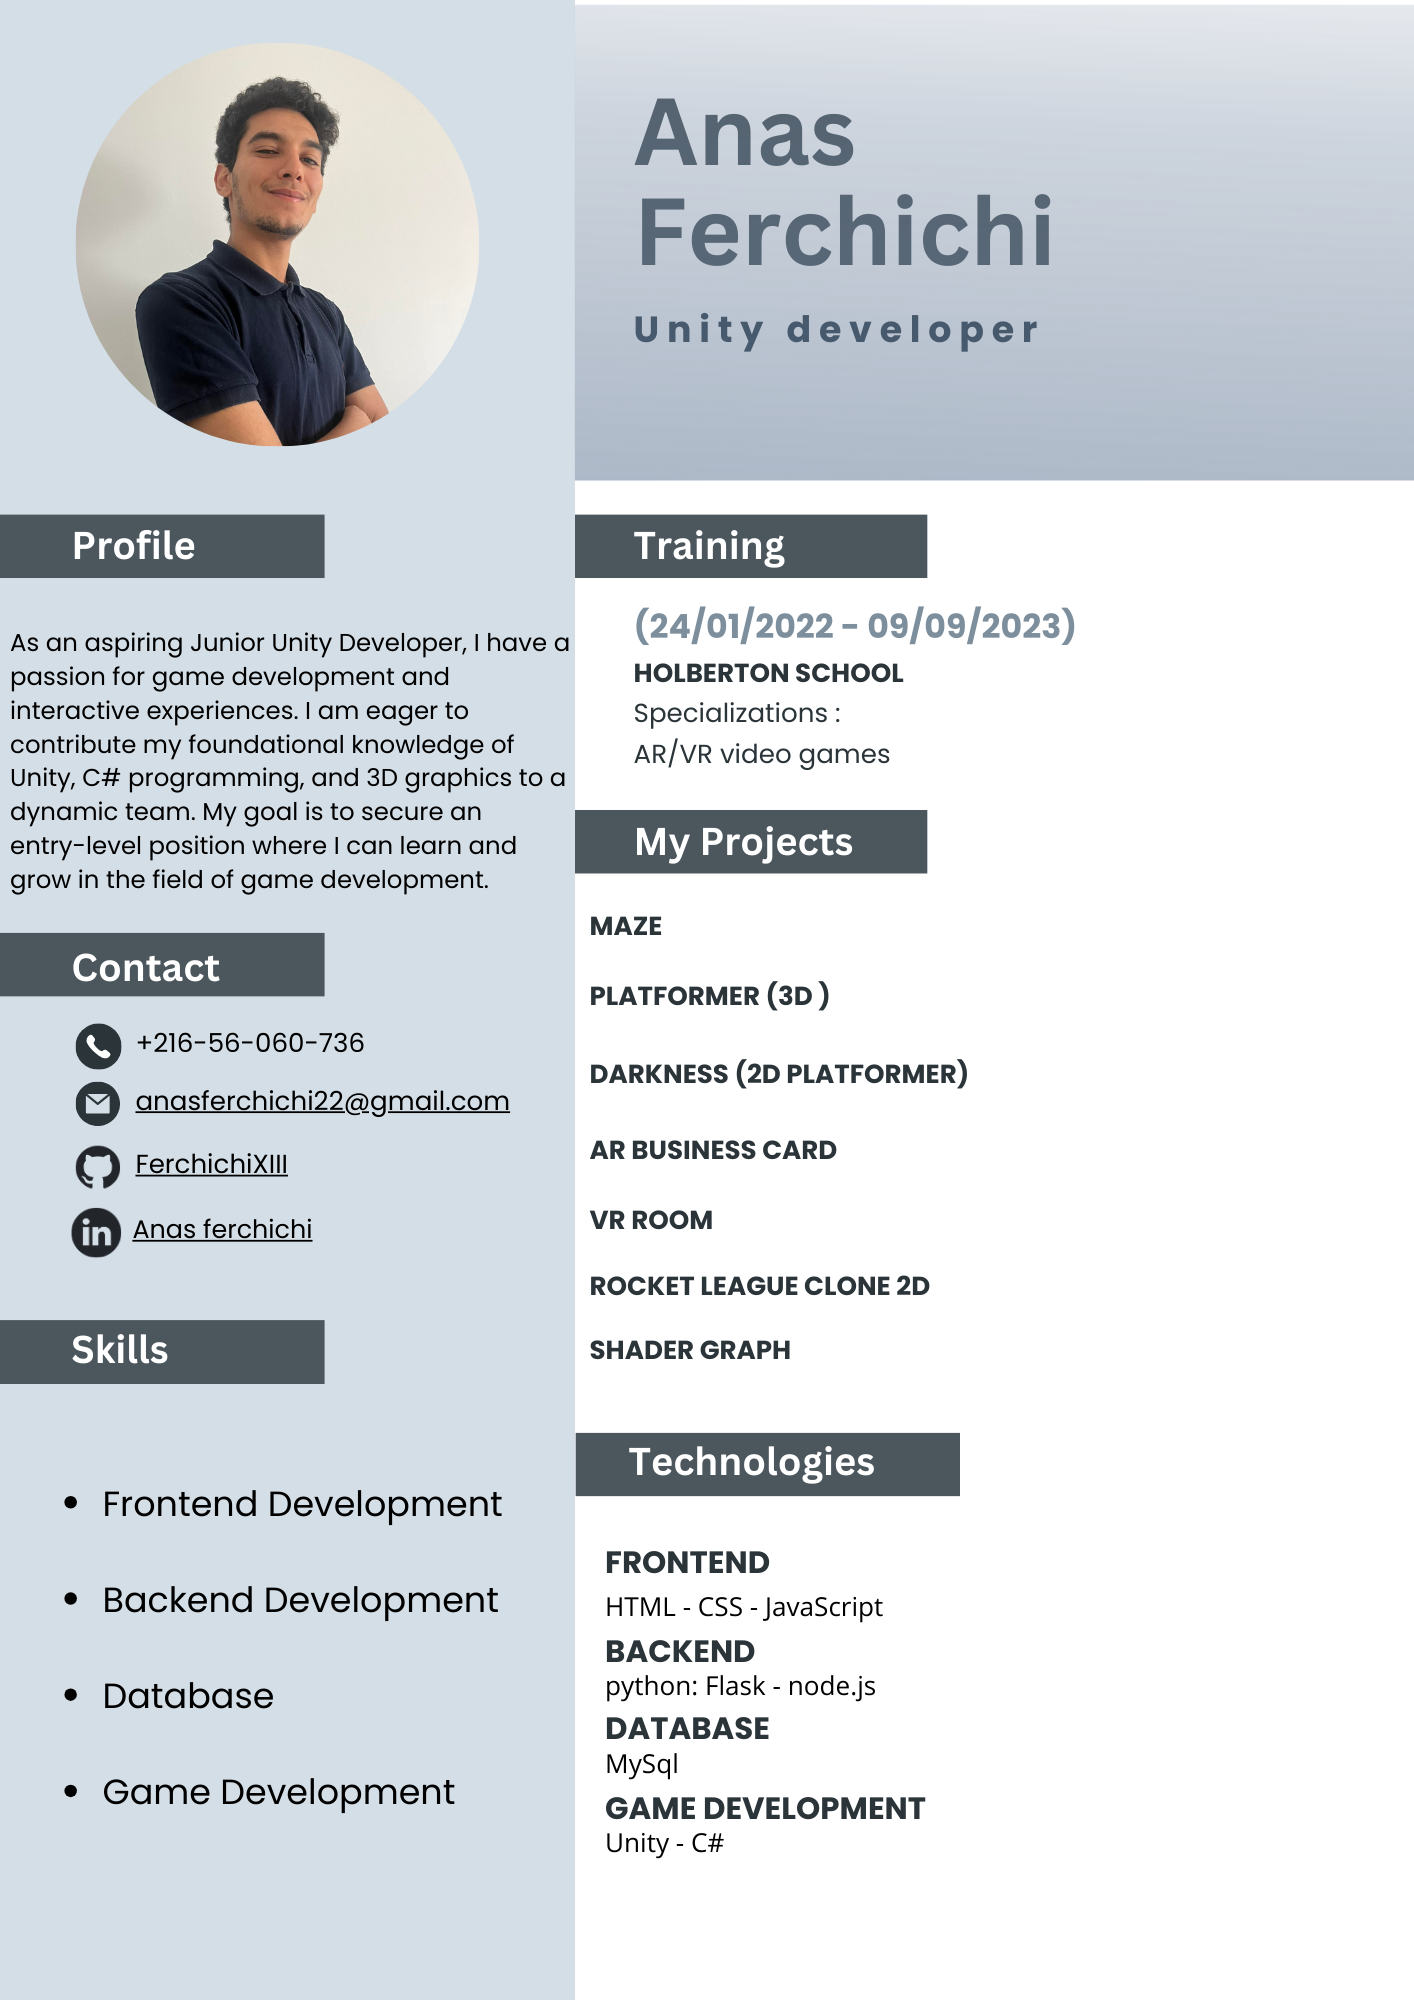 Anas
Ferchichi
Unity developer
Profile
As an aspiring Junior Unity Developer, I have a
passion for game development and
interactive experiences. I am eager to
contribute my foundational knowledge of
Unity, C# programming, and 3D graphics to a
dynamic team. My goal is to secure an
entry-level position where I can learn and
grow in the field of game development.
Contact
+216-56-060-736
anasferchichi22@gmail.com
FerchichiXIII
in
Anas ferchichi
Skills
• Frontend Development
• Backend Development
• Database
• Game Development
Training
(24/01/2022 - 09/09/2023)
HOLBERTON SCHOOL
Specializations :
AR/VR video games
My Projects
MAZE
PLATFORMER (3D )
DARKNESS (2D PLATFORMER)
AR BUSINESS CARD
VR ROOM
ROCKET LEAGUE CLONE 2D
SHADER GRAPH
Technologies
FRONTEND
HTML - CSS - JavaScript
BACKEND
python: Flask - node.js
DATABASE
MySql
GAME DEVELOPMENT
Unity - C#